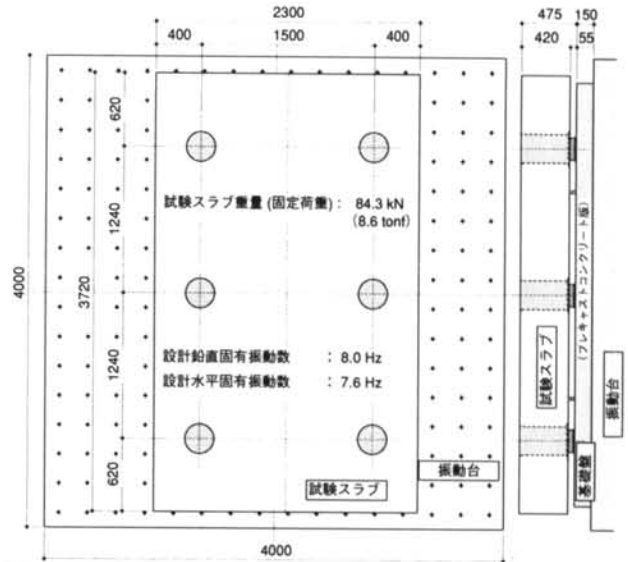 2300
400
1500
400
475
150
420
55
620
1240
3720
4000
1240
620
試験スラブ重量 (固定荷重) : 84.3 kN
(8.6 tonf)
設計鉛直固有振動数 : 8.0 Hz
設計水平固有振動数 : 7.6 Hz
振動台
試験スラブ
4000
試験スラブ
(プレキャストコンクリート版)
基礎盤
振動台